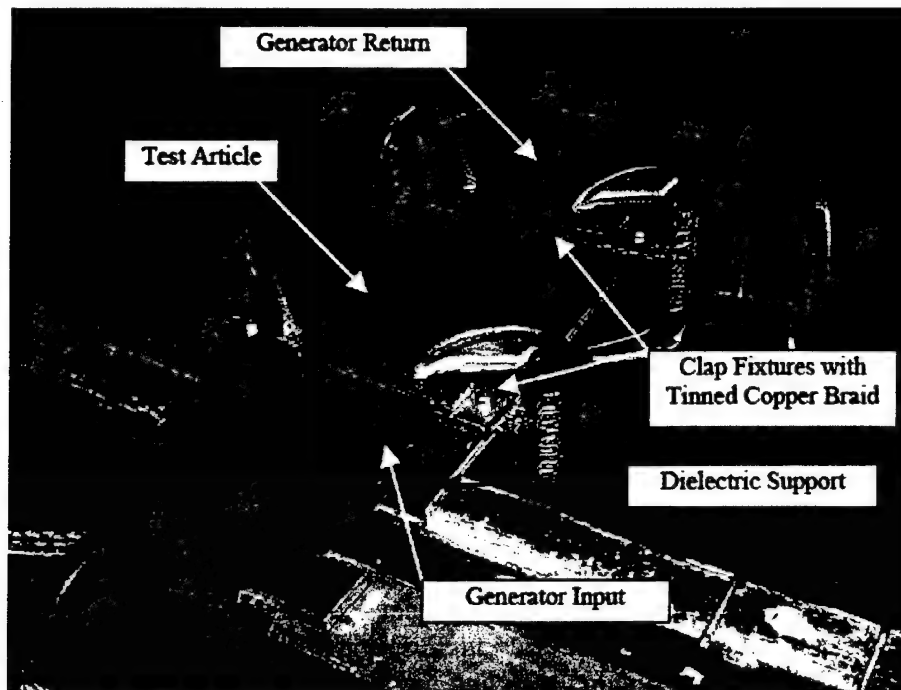 Generator Return
Test Article
Clap Fixtures with
Tinned Copper Braid
Dielectric Support
Generator Input